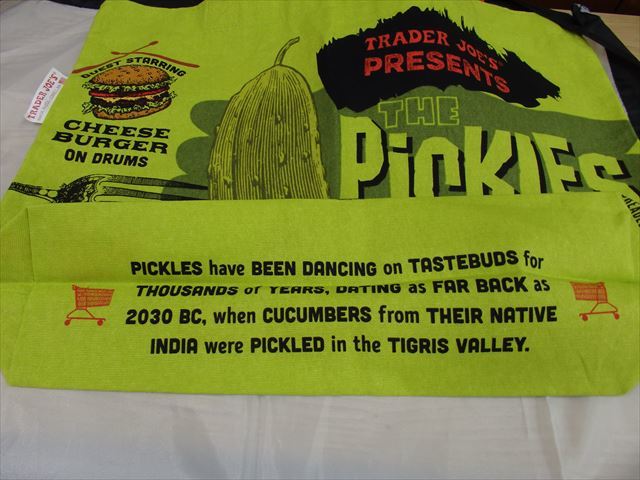 TRADER JOE'S
PRESENTS
THE
PICKLES
GUEST STARRING
CHEESE
BURGER
ON DRUMS
TRADER JOE'S
PICKLES have BEEN DANCING on TASTEBUDS for
THOUSANDS OF YEARS, DATING as FAR BACK as
2030 BC, when CUCUMBERS from THEIR NATIVE
INDIA were PICKLED in the TIGRIS VALLEY.